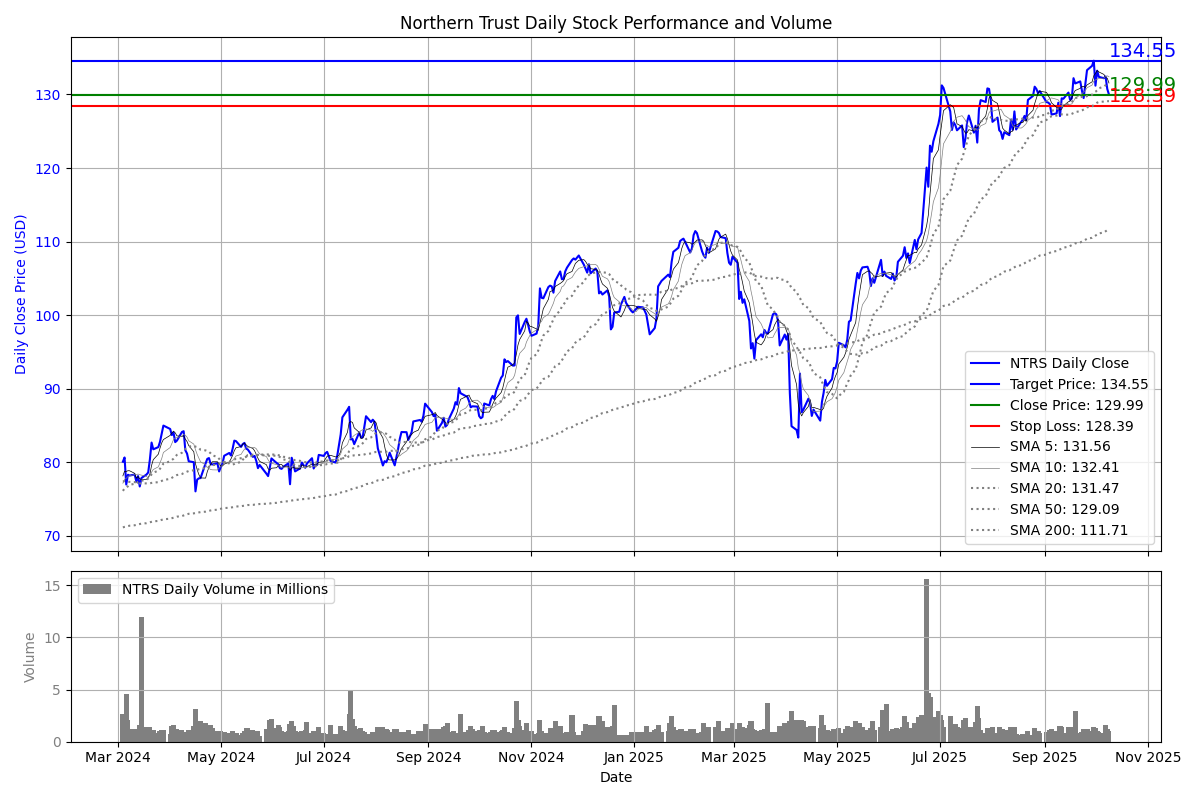 Northern Trust Daily Stock Performance and Volume
134.55
129.99
128.39
130
120
110
100
90
80
70
Daily Close Price (USD)
NTRS Daily Close
Target Price: 134.55
Close Price: 129.99
Stop Loss: 128.39
SMA 5: 131.56
SMA 10: 132.41
SMA 20: 131.47
SMA 50: 129.09
SMA 200: 111.71
15
10
5
0
Volume
NTRS Daily Volume in Millions
Mar 2024 May 2024 Jul 2024 Sep 2024 Nov 2024 Jan 2025 Mar 2025 May 2025 Jul 2025 Sep 2025 Nov 2025
Date